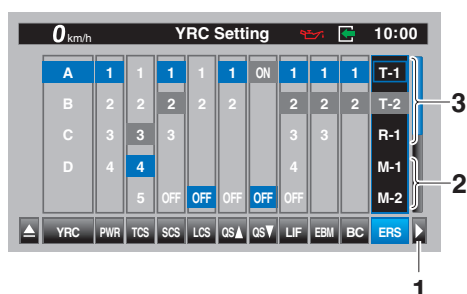 0 km/h YRC Setting 10:00
A 1 1 1 1 1 ON 1 1 1 T-1
B 2 2 2 2 2 2 2 2 T-2
C 3 3 3 3 3 R-1
D 4 4 4 M-1
5 OFF OFF OFF OFF OFF M-2
YRC PWR TCS SCS LCS QS▲ QS▼ LIF EBM BC ERS
3
2
1